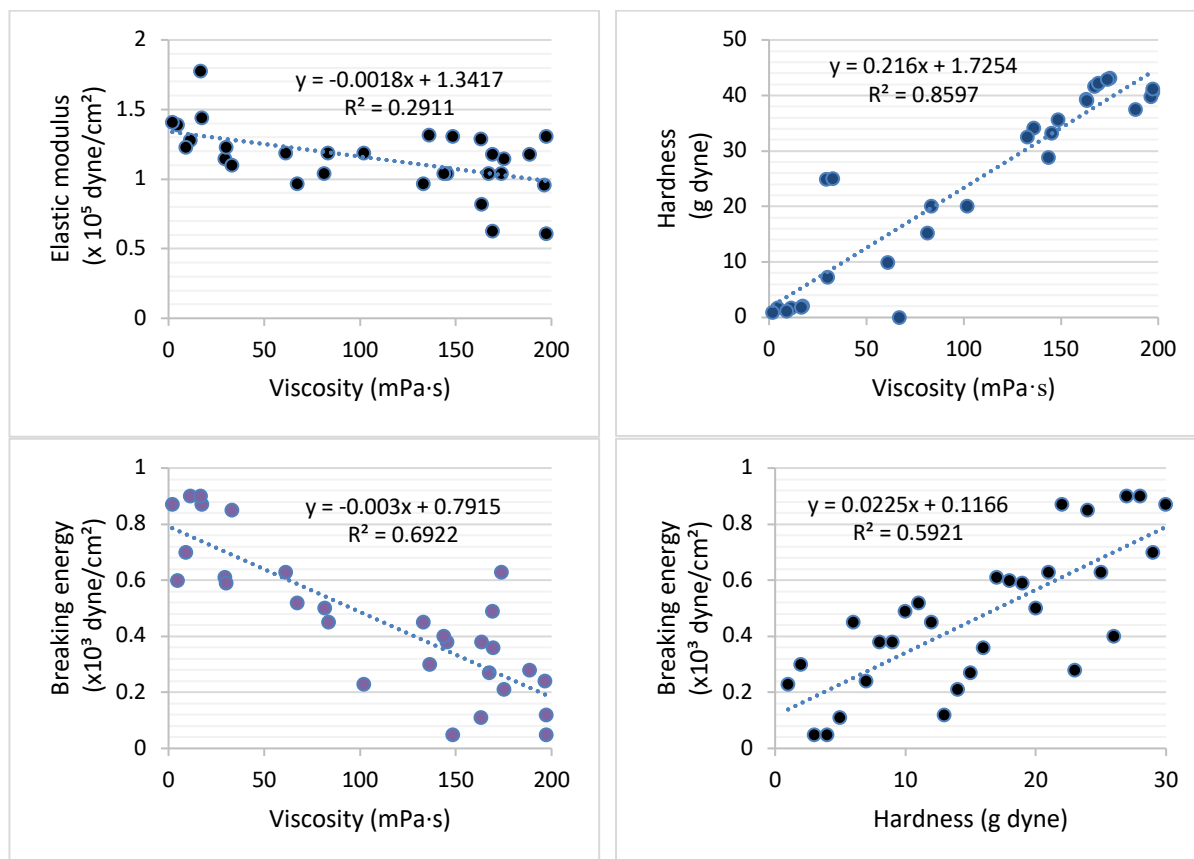 2
1.5
1
0.5
0
Elastic modulus
(x 10⁵ dyne/cm²)
y = -0.0018x + 1.3417
R² = 0.2911
0 50 100 150 200
Viscosity (mPa·s)
50
40
30
20
10
0
Hardness
(g dyne)
y = 0.216x + 1.7254
R² = 0.8597
0 50 100 150 200
Viscosity (mPa·s)
1
0.8
0.6
0.4
0.2
0
Breaking energy
(x10³ dyne/cm²)
y = -0.003x + 0.7915
R² = 0.6922
0 50 100 150 200
Viscosity (mPa·s)
1
0.8
0.6
0.4
0.2
0
Breaking energy
(x10³ dyne/cm²)
y = 0.0225x + 0.1166
R² = 0.5921
0 10 20 30
Hardness (g dyne)